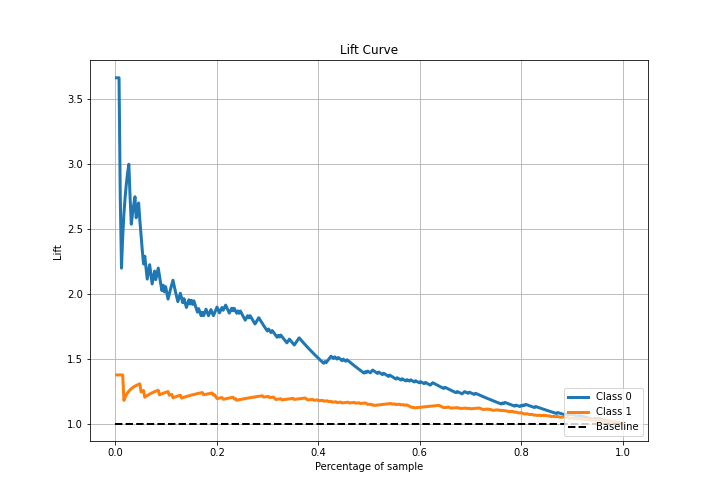 Lift Curve
Lift
3.5
3.0
2.5
2.0
1.5
1.0
0.0
0.2
0.4
0.6
0.8
1.0
Percentage of sample
Class 0
Class 1
Baseline